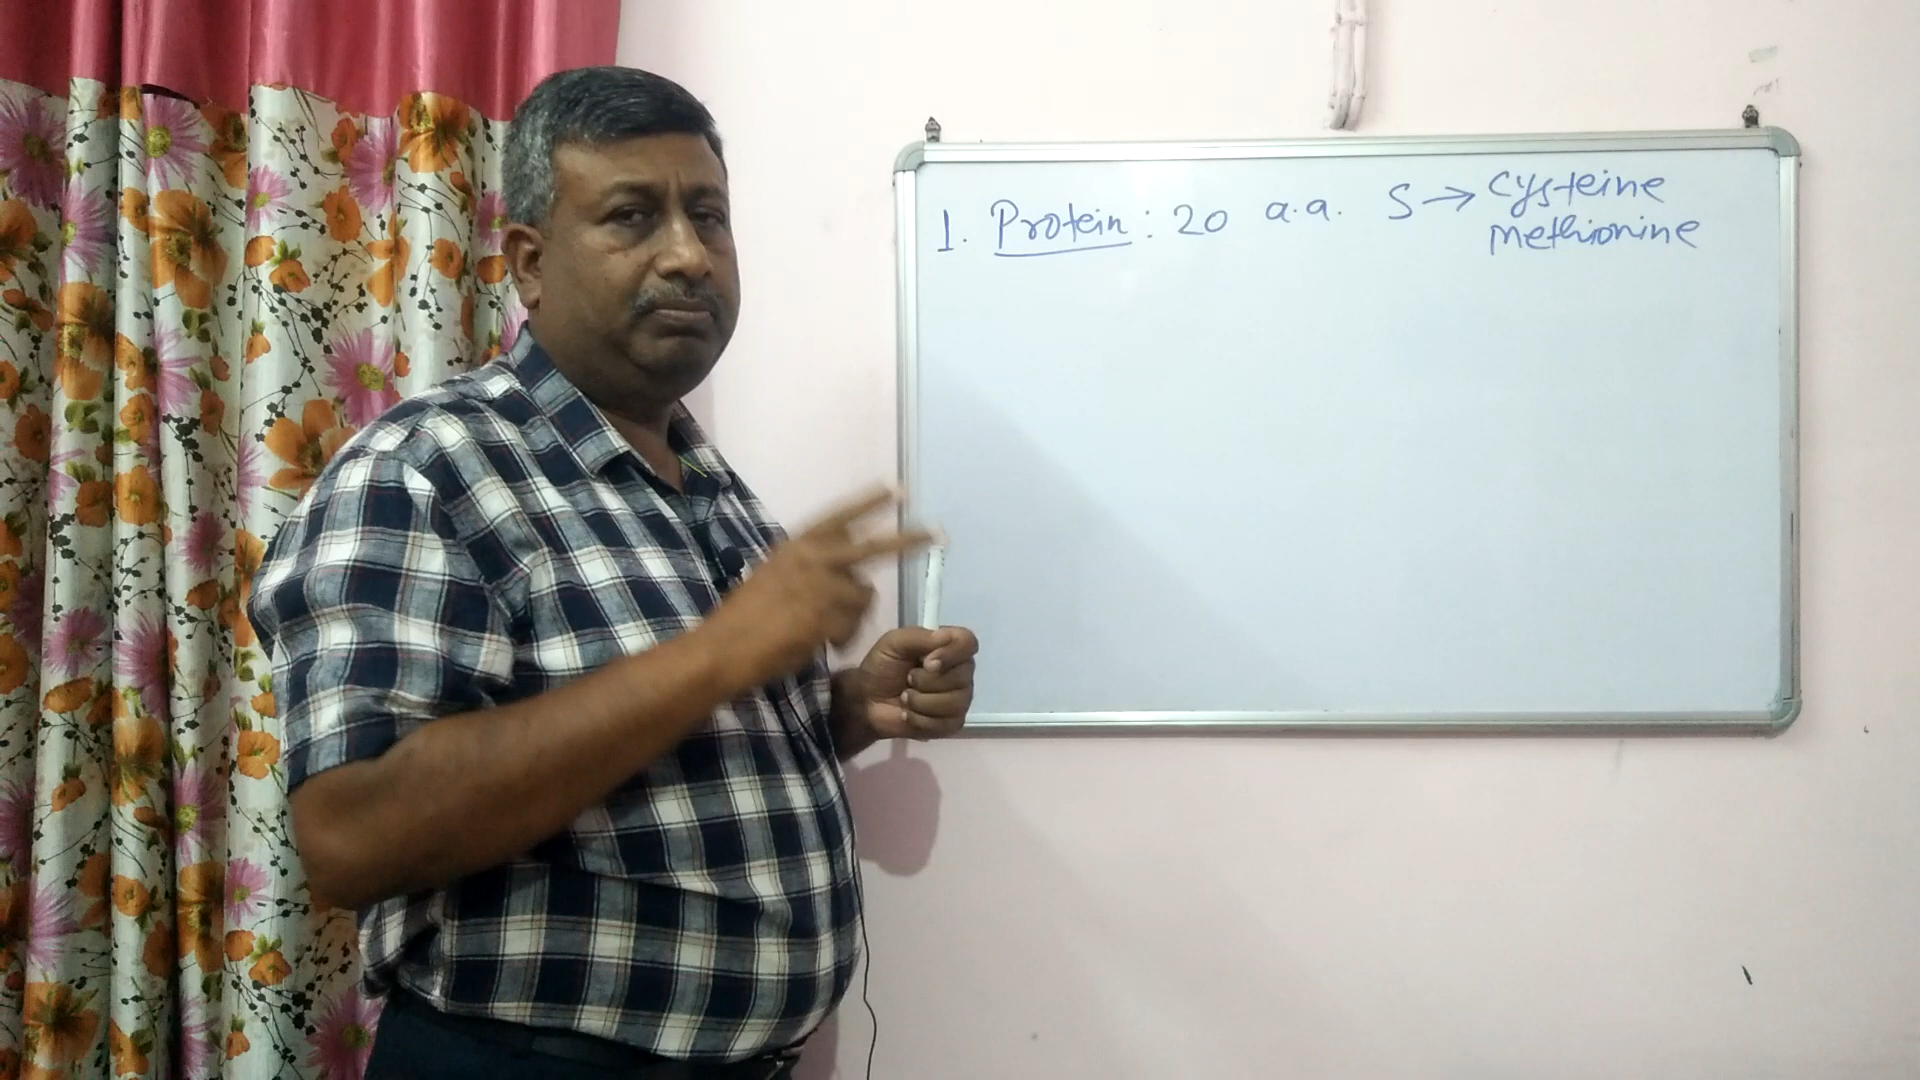 1. Protein: 20 a.a. S → Cysteine
methionine